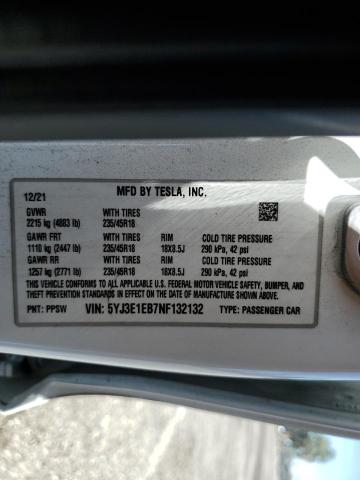 MFD BY TESLA, INC.
12/21
GVWR WITH TIRES
2215 kg (4883 lb) 235/45R18
GAWR FRT WITH TIRES RIM COLD TIRE PRESSURE
1110 kg (2447 lb) 235/45R18 18X8.5J 290 kPa, 42 psi
GAWR RR WITH TIRES RIM COLD TIRE PRESSURE
1257 kg (2771 lb) 235/45R18 18X8.5J 290 kPa, 42 psi
THIS VEHICLE CONFORMS TO ALL APPLICABLE U.S. FEDERAL MOTOR VEHICLE SAFETY, BUMPER, AND
THEFT PREVENTION STANDARDS IN EFFECT ON THE DATE OF MANUFACTURE SHOWN ABOVE.
PNT: PPSW VIN: 5YJ3E1EB7NF132132 TYPE: PASSENGER CAR